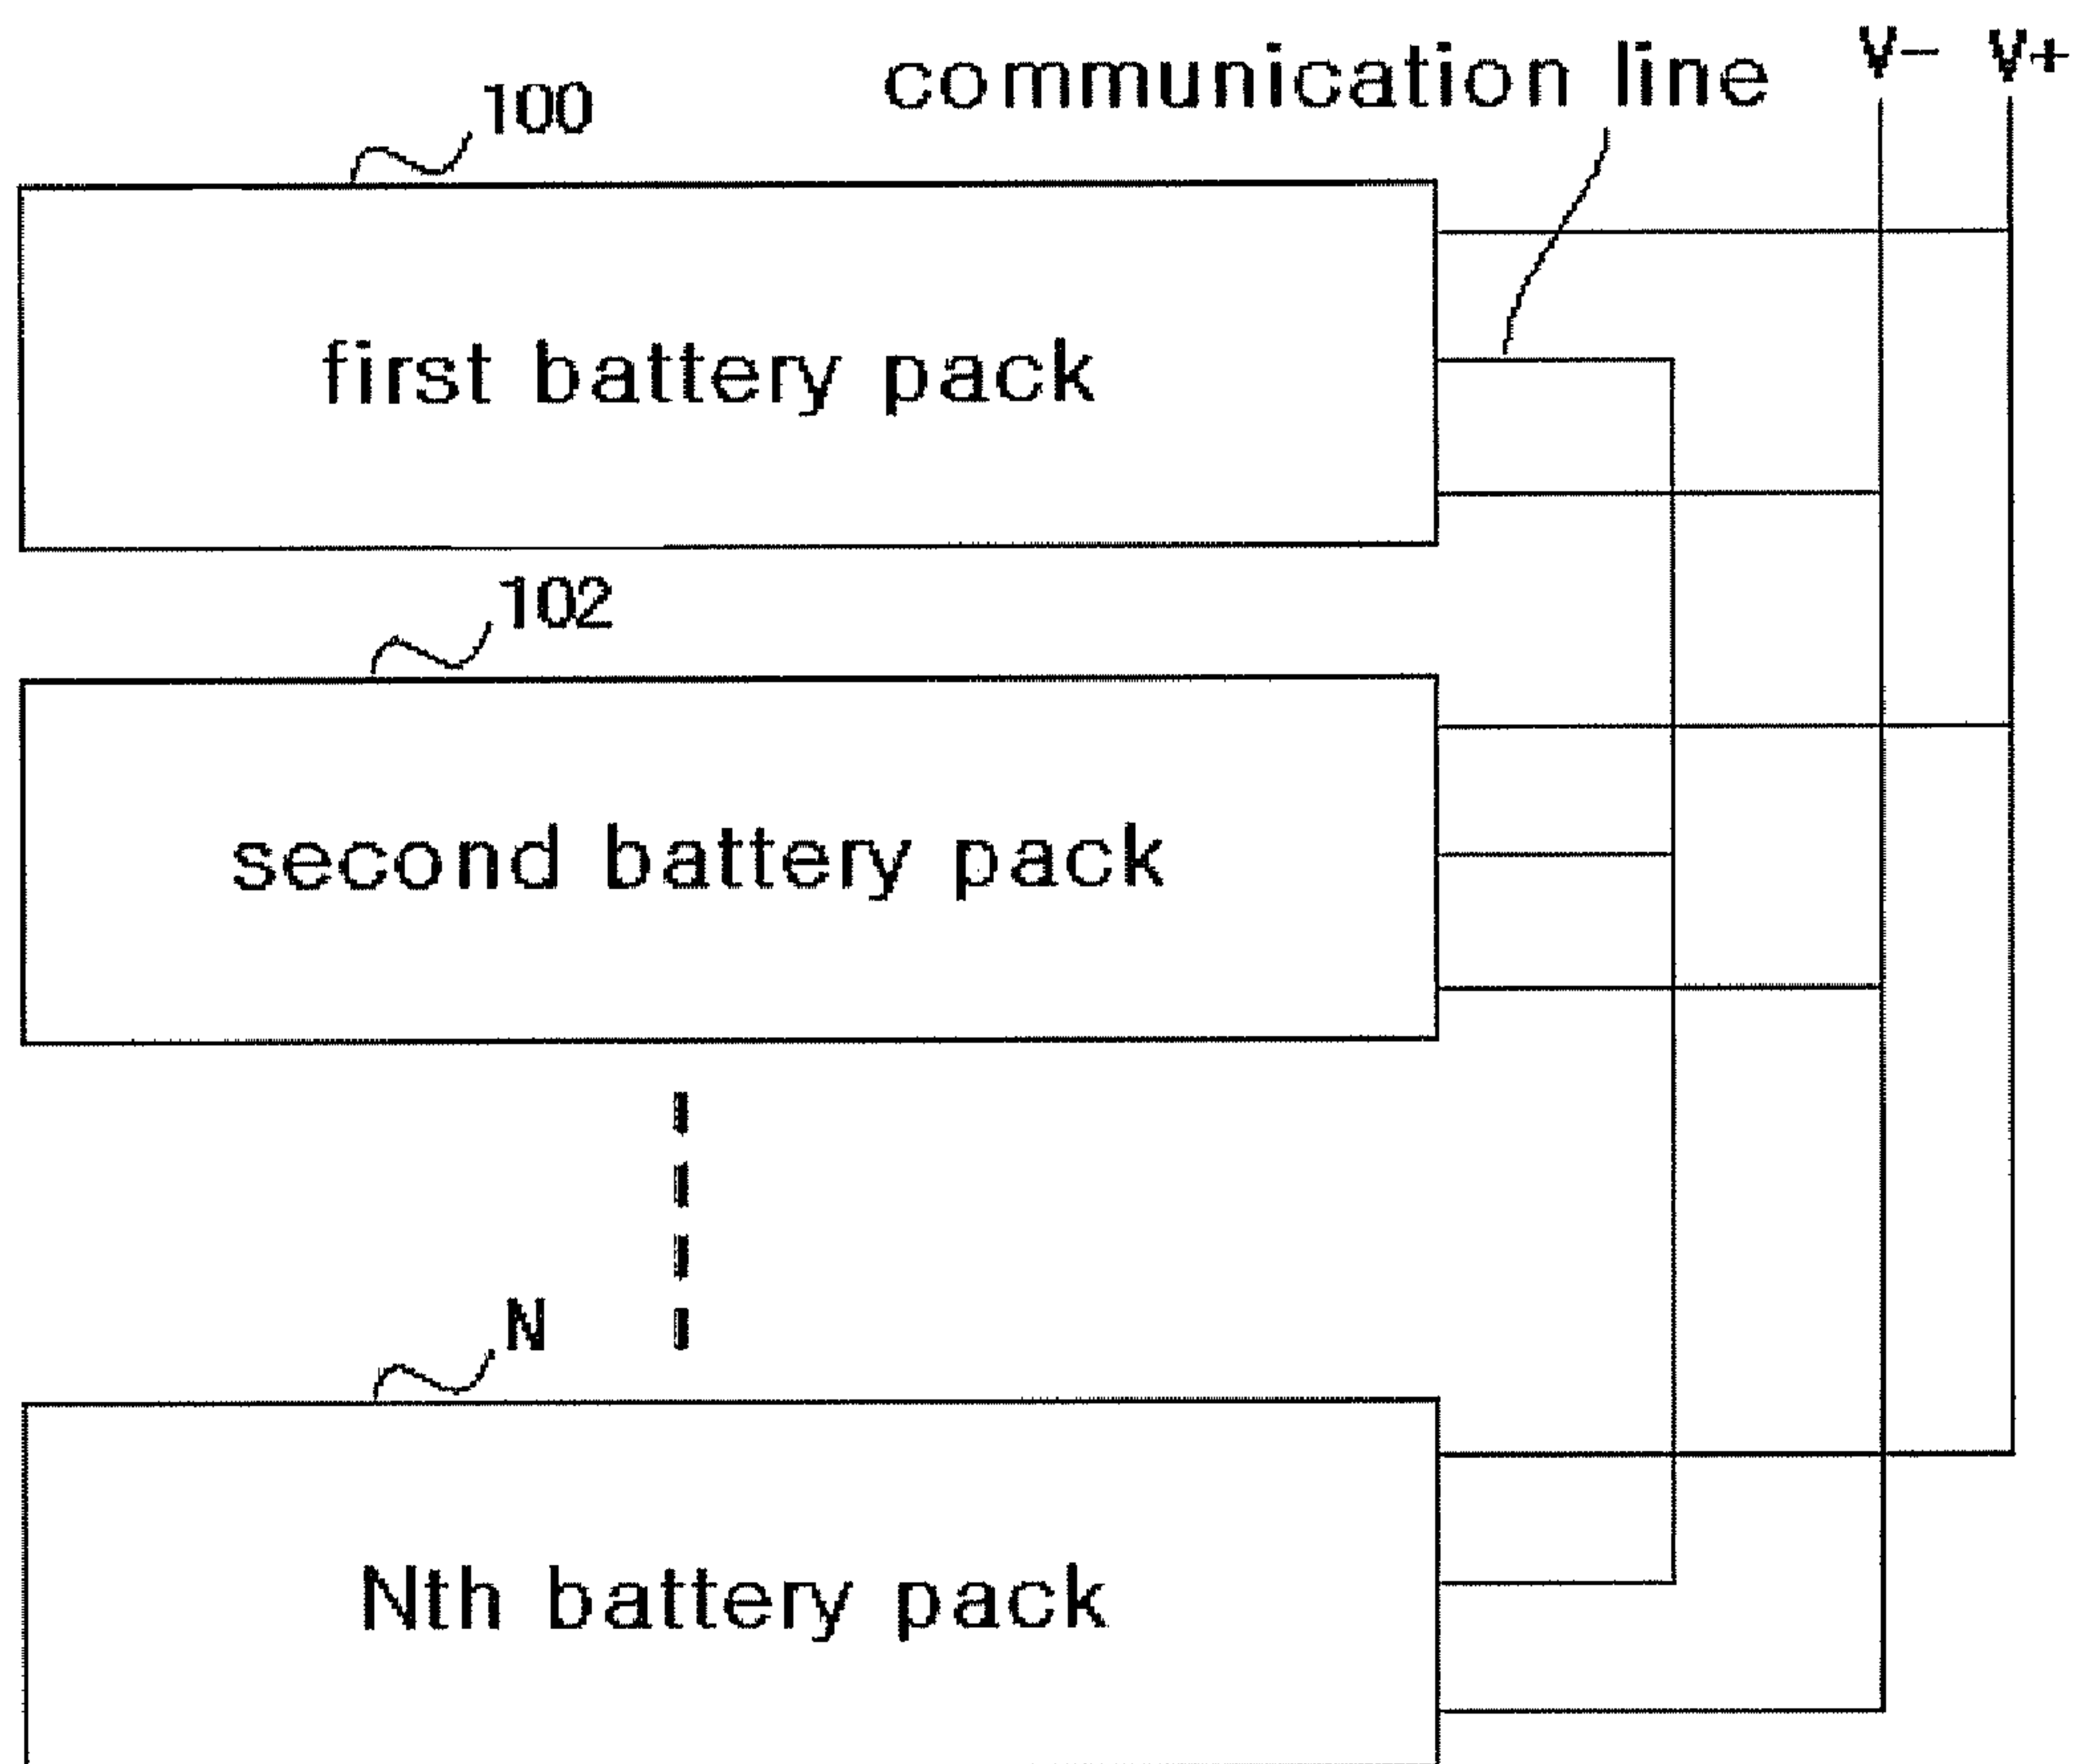 communication line
V- V+
100
first battery pack
102
second battery pack
N
Nth battery pack